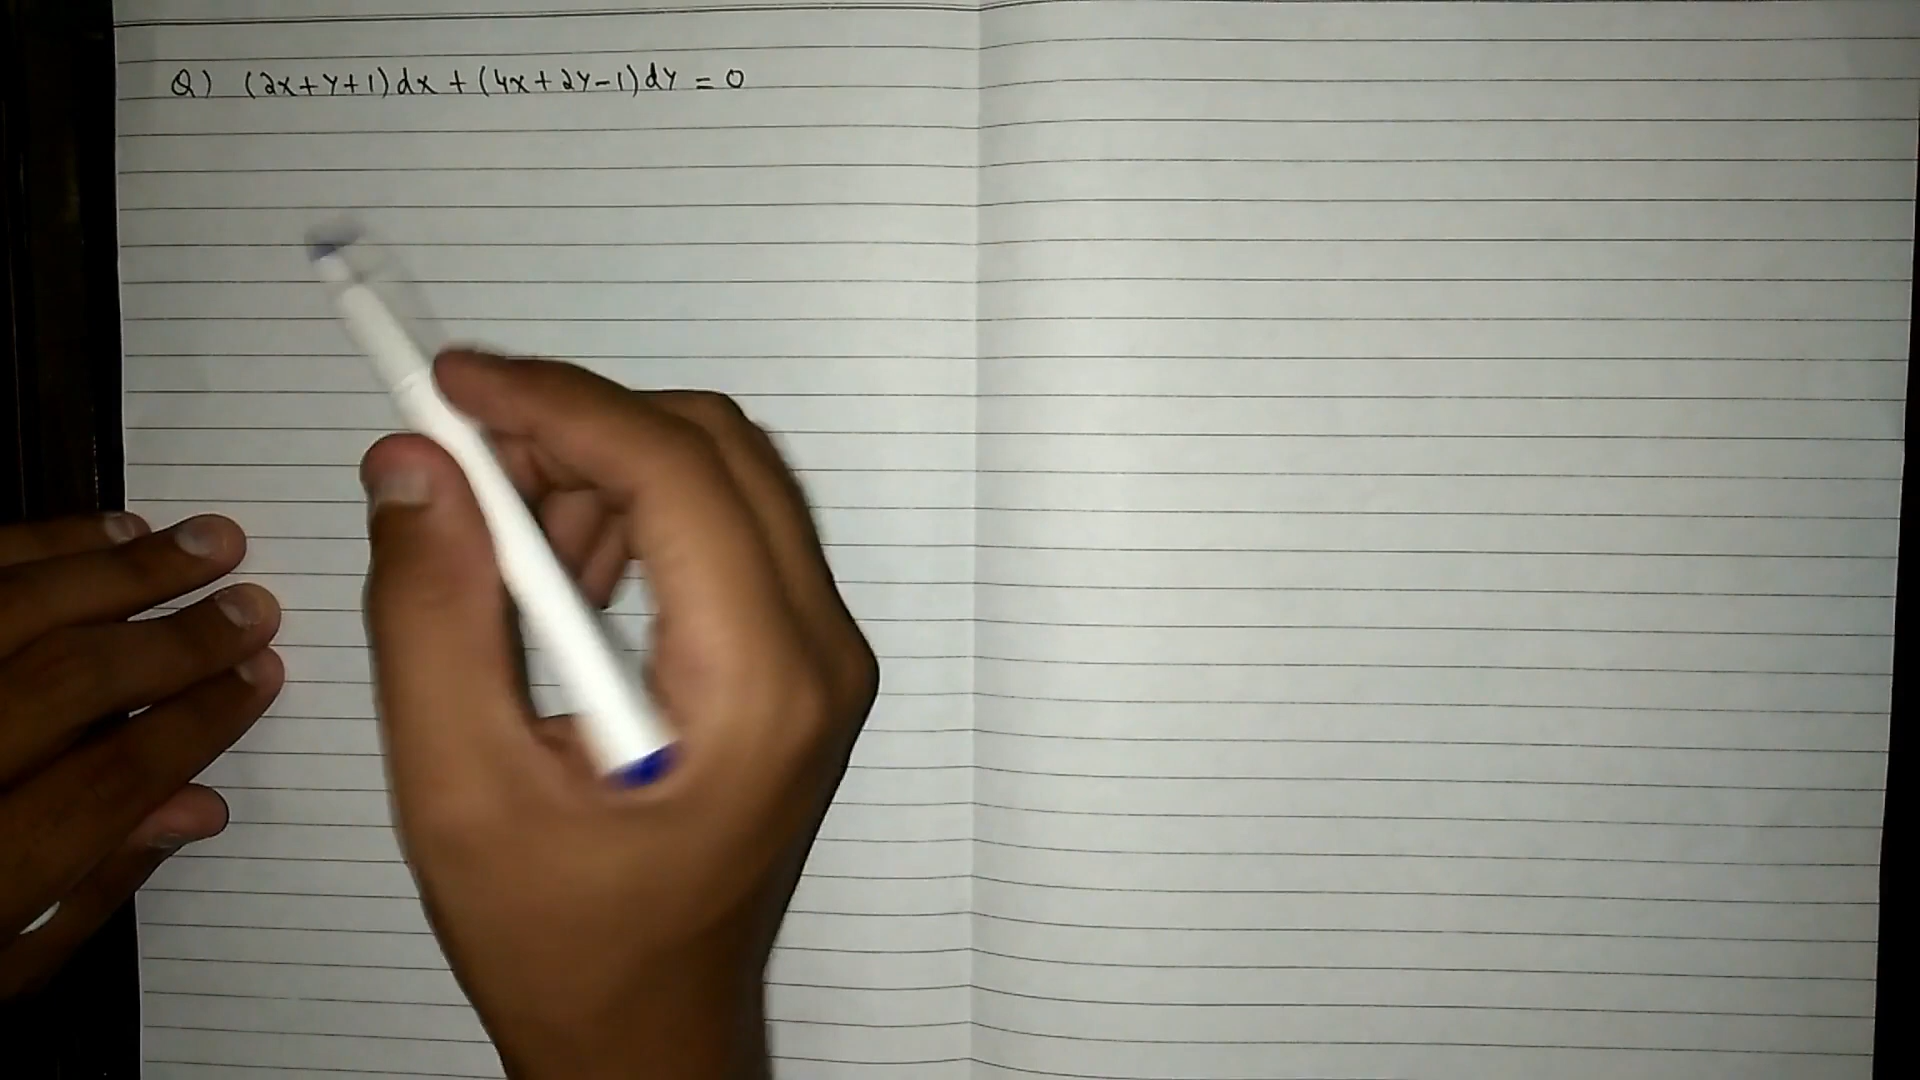 Q) (2x+y+1)dx + (4x+2y-1)dy = 0